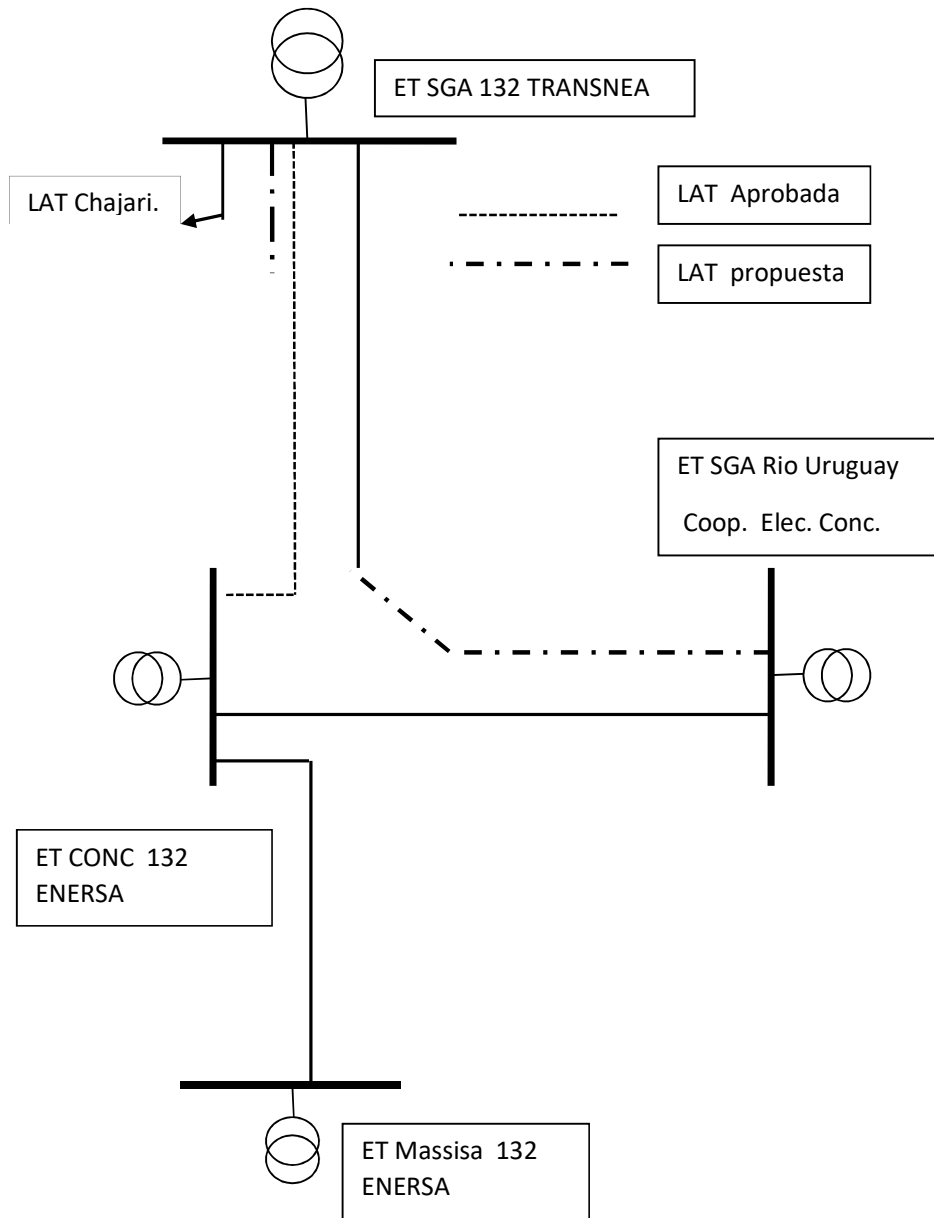 ET SGA 132 TRANSNEA
LAT Chajari.
LAT Aprobada
LAT propuesta
ET SGA Rio Uruguay
Coop. Elec. Conc.
ET CONC 132
ENERSA
ET Massisa 132
ENERSA